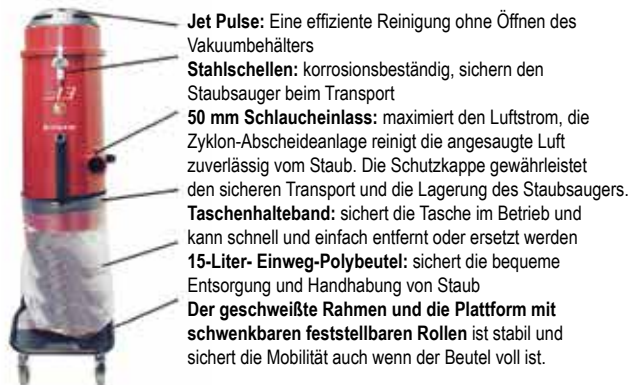 Jet Pulse: Eine effiziente Reinigung ohne Öffnen des
Vakuumbehälters
Stahlschellen: korrosionsbeständig, sichern den
Staubsauger beim Transport
50 mm Schlaucheinlass: maximiert den Luftstrom, die
Zyklon-Abscheideanlage reinigt die angesaugte Luft
zuverlässig vom Staub. Die Schutzkappe gewährleistet
den sicheren Transport und die Lagerung des Staubsaugers.
Taschenhalteband: sichert die Tasche im Betrieb und
kann schnell und einfach entfernt oder ersetzt werden
15-Liter- Einweg-Polybeutel: sichert die bequeme
Entsorgung und Handhabung von Staub
Der geschweißte Rahmen und die Plattform mit
schwenkbaren feststellbaren Rollen ist stabil und
sichert die Mobilität auch wenn der Beutel voll ist.